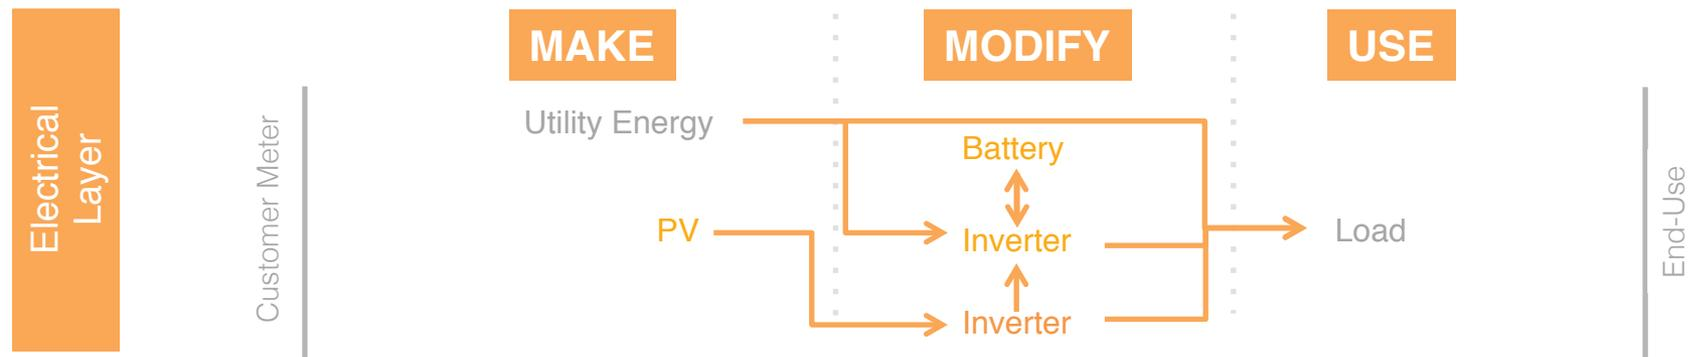 Electrical
Layer
Customer Meter
MAKE
MODIFY
USE
Utility Energy
Battery
PV
Inverter
Load
Inverter
End-Use